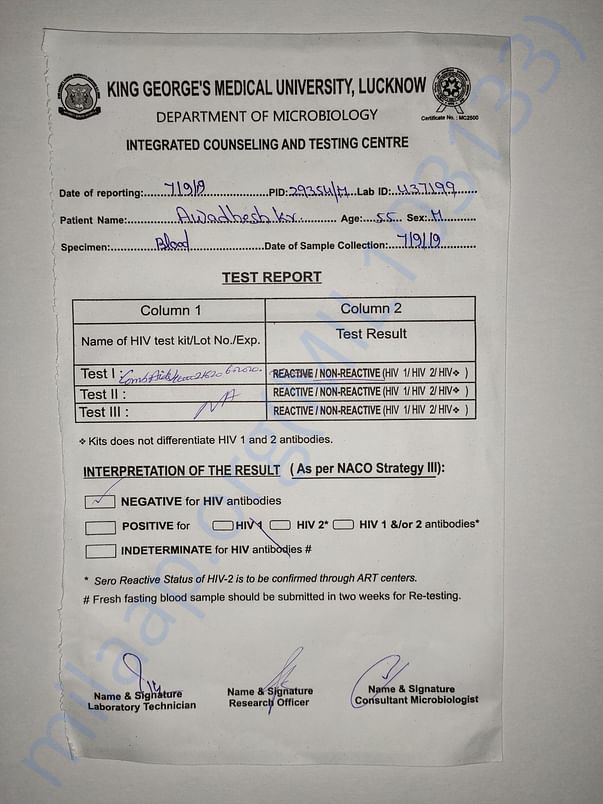 KING GEORGE'S MEDICAL UNIVERSITY, LUCKNOW
DEPARTMENT OF MICROBIOLOGY
Certificate No. : MC2500
INTEGRATED COUNSELING AND TESTING CENTRE
Date of reporting:......7/9/19......PID:29354/M...Lab ID: U37199......
Patient Name:......Awadhesh kr.......... Age:..55.. Sex:.M.......
Specimen:....Blood....Date of Sample Collection:..7/9/19......
TEST REPORT
Column 1 Column 2
Name of HIV test kit/Lot No./Exp. Test Result
Test I : REACTIVE / NON-REACTIVE (HIV 1/ HIV 2/ HIV❖ )
Test II : REACTIVE / NON-REACTIVE (HIV 1/ HIV 2/ HIV❖ )
Test III : NA REACTIVE / NON-REACTIVE (HIV 1/ HIV 2/ HIV❖ )
❖ Kits does not differentiate HIV 1 and 2 antibodies.
INTERPRETATION OF THE RESULT ( As per NACO Strategy III):
NEGATIVE for HIV antibodies
POSITIVE for HIV 1 HIV 2* HIV 1 &/or 2 antibodies*
INDETERMINATE for HIV antibodies #
* Sero Reactive Status of HIV-2 is to be confirmed through ART centers.
# Fresh fasting blood sample should be submitted in two weeks for Re-testing.
Name & Signature Name & Signature Name & Signature
Laboratory Technician Research Officer Consultant Microbiologist
milaap.org(MIL103133)